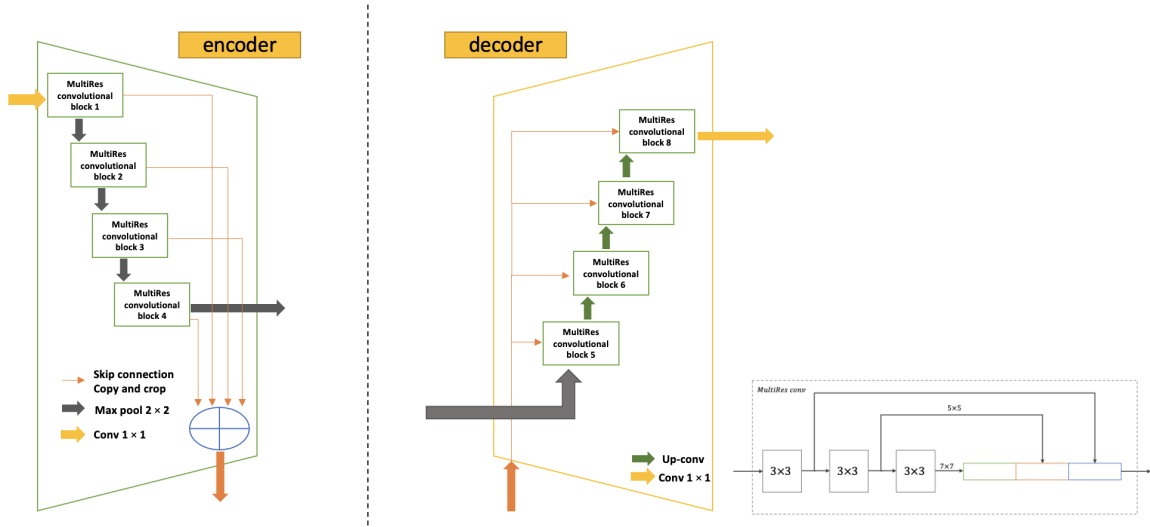 encoder
MultiRes
convolutional
block 1
MultiRes
convolutional
block 2
MultiRes
convolutional
block 3
MultiRes
convolutional
block 4
Skip connection
Copy and crop
Max pool 2 × 2
Conv 1 × 1
decoder
MultiRes
convolutional
block 8
MultiRes
convolutional
block 7
MultiRes
convolutional
block 6
MultiRes
convolutional
block 5
Up-conv
Conv 1 × 1
MultiRes conv
5×5
3×3
3×3
3×3
7×7